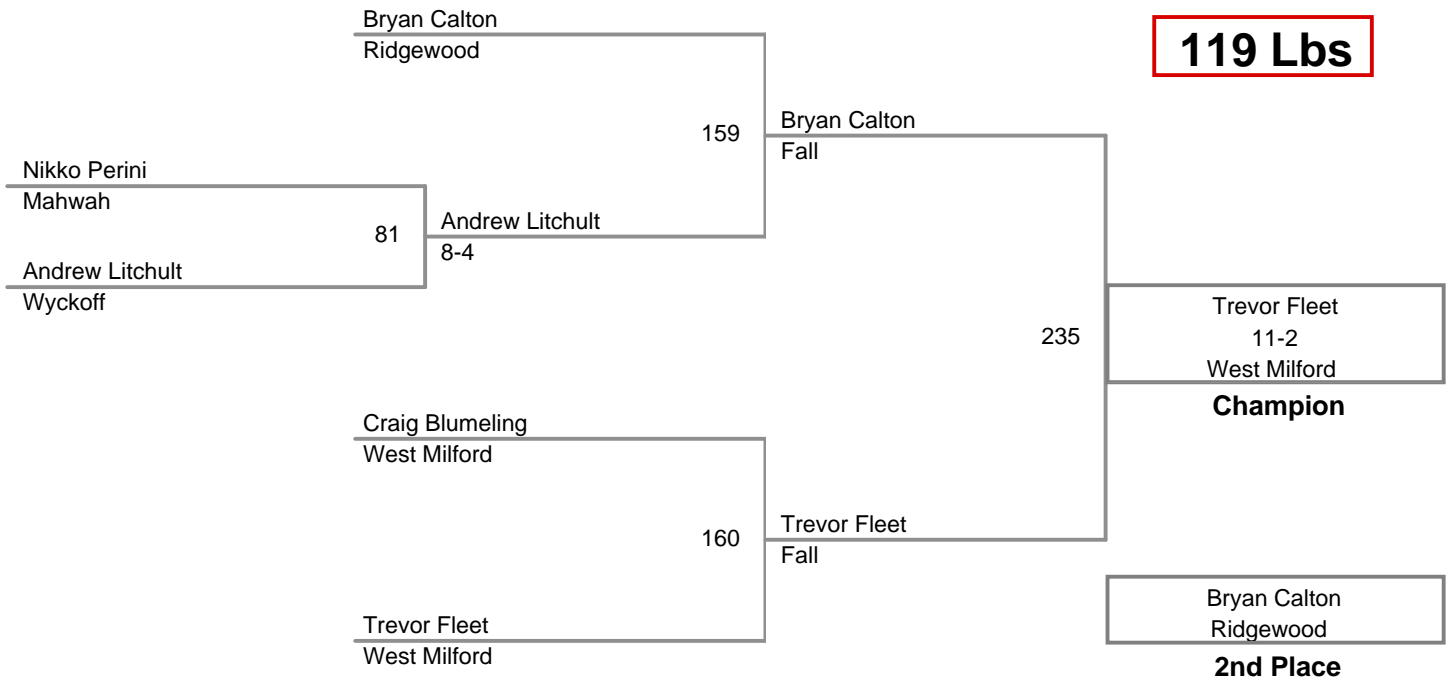 Bryan Calton
Ridgewood
119 Lbs
159
Bryan Calton
Fall
Nikko Perini
Mahwah
81
Andrew Litchult
8-4
Andrew Litchult
Wyckoff
235
Trevor Fleet
11-2
West Milford
Champion
Craig Blumeling
West Milford
160
Trevor Fleet
Fall
Trevor Fleet
West Milford
Bryan Calton
Ridgewood
2nd Place